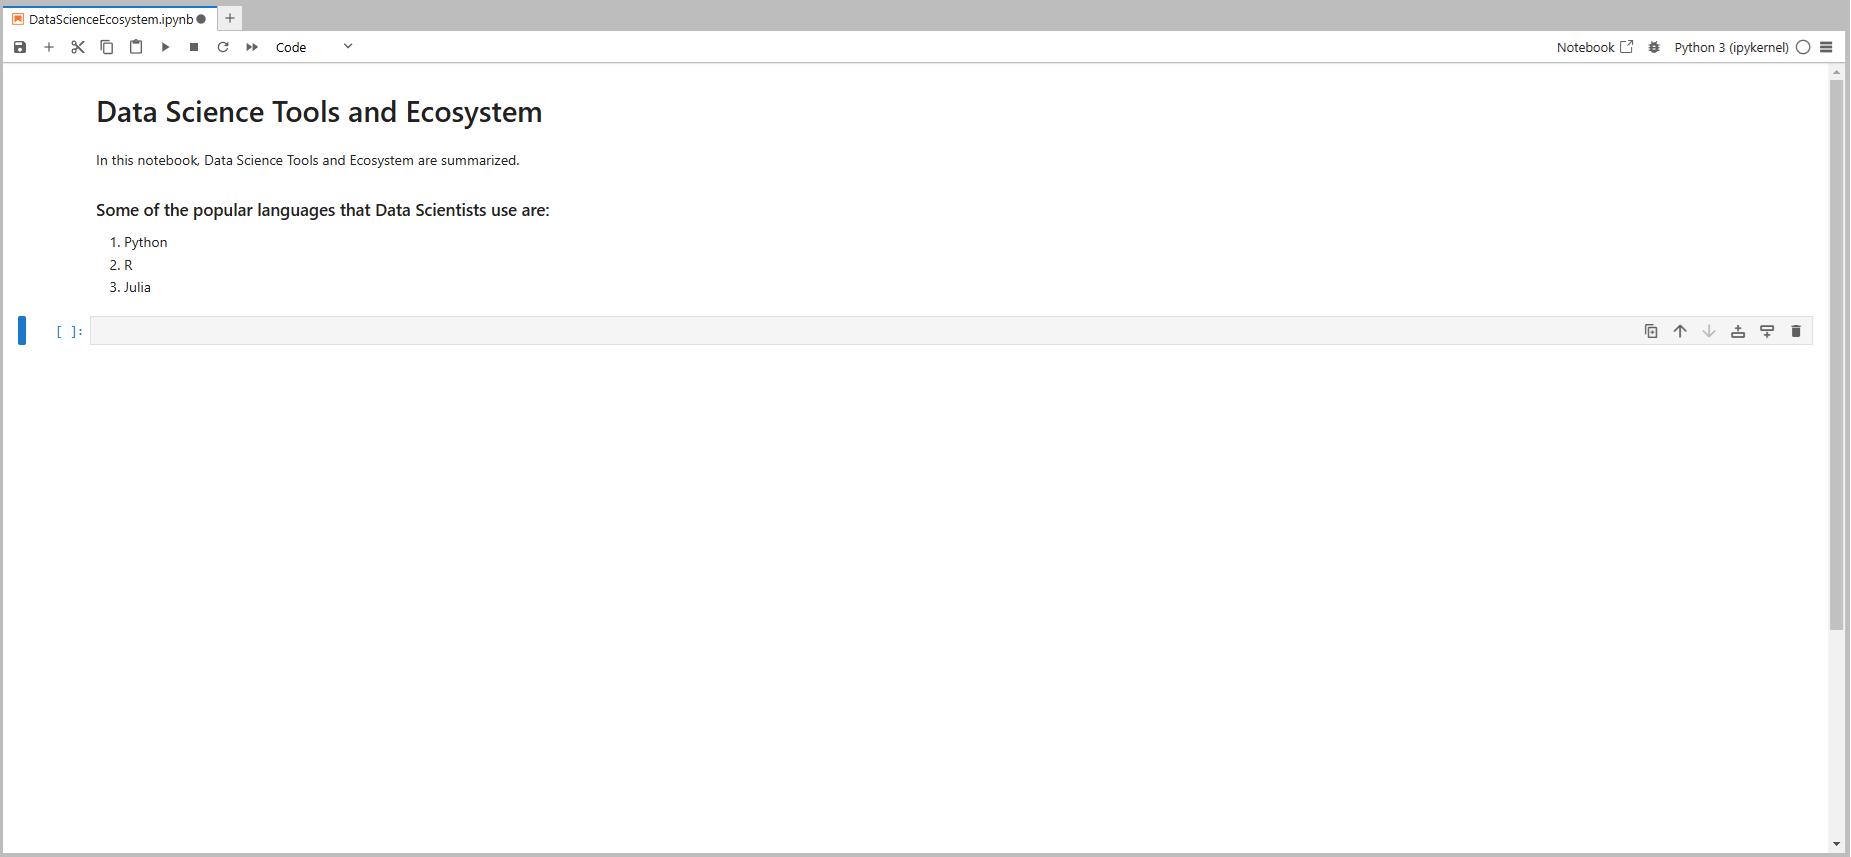 DataScienceEcosystem.ipynb
Code
Notebook
Python 3 (ipykernel)
Data Science Tools and Ecosystem
In this notebook, Data Science Tools and Ecosystem are summarized.
Some of the popular languages that Data Scientists use are:
1. Python
2. R
3. Julia
[ ]: